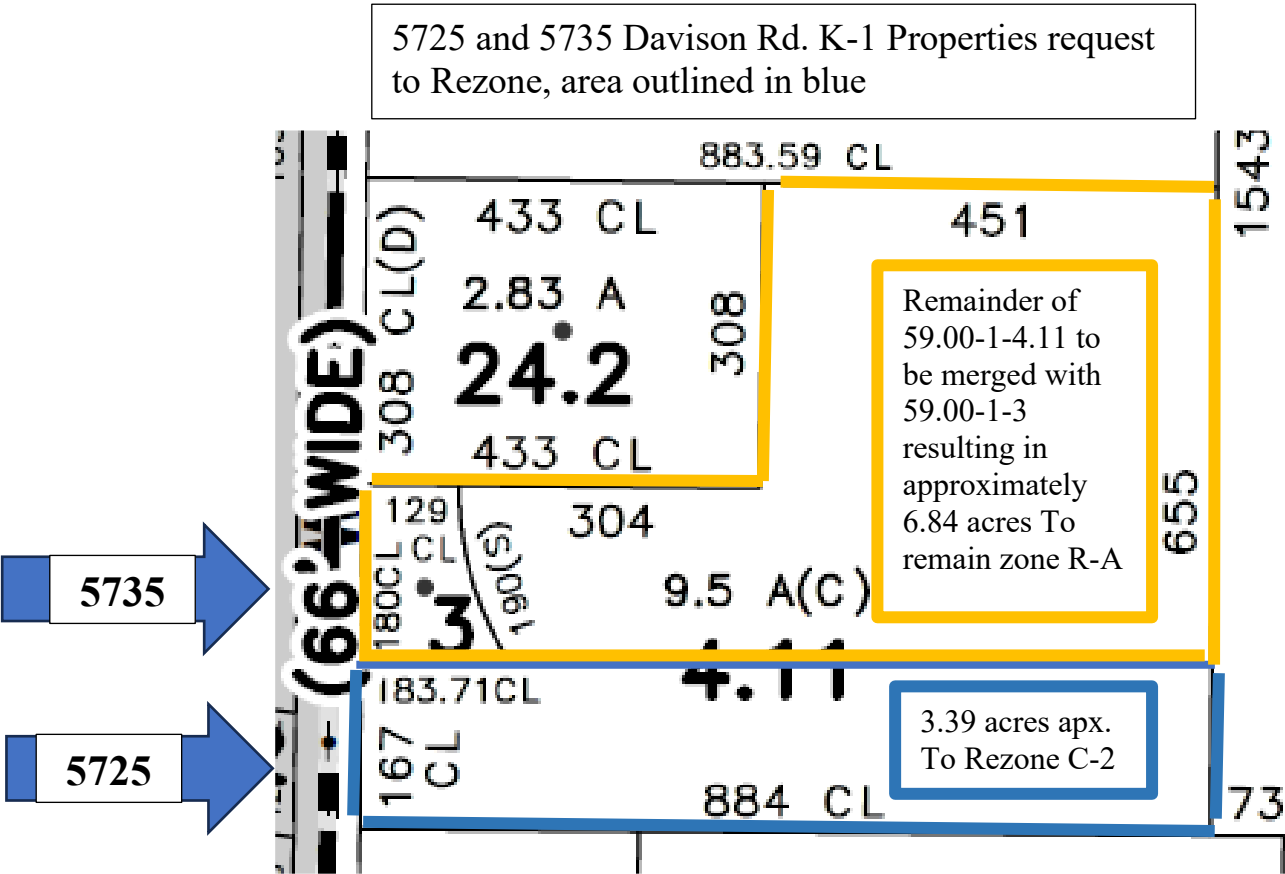 5725 and 5735 Davison Rd. K-1 Properties request
to Rezone, area outlined in blue
883.59 CL
1543
433 CL
451
308 CL(D)
2.83 A
24.2
308
433 CL
Remainder of
59.00-1-4.11 to
be merged with
59.00-1-3
resulting in
approximately
6.84 acres To
remain zone R-A
655
(66' WIDE)
129
CL
304
180CL
190(S)
3
9.5 A(C)
4.11
5735
183.71CL
167
CL
5725
3.39 acres apx.
To Rezone C-2
884 CL
73